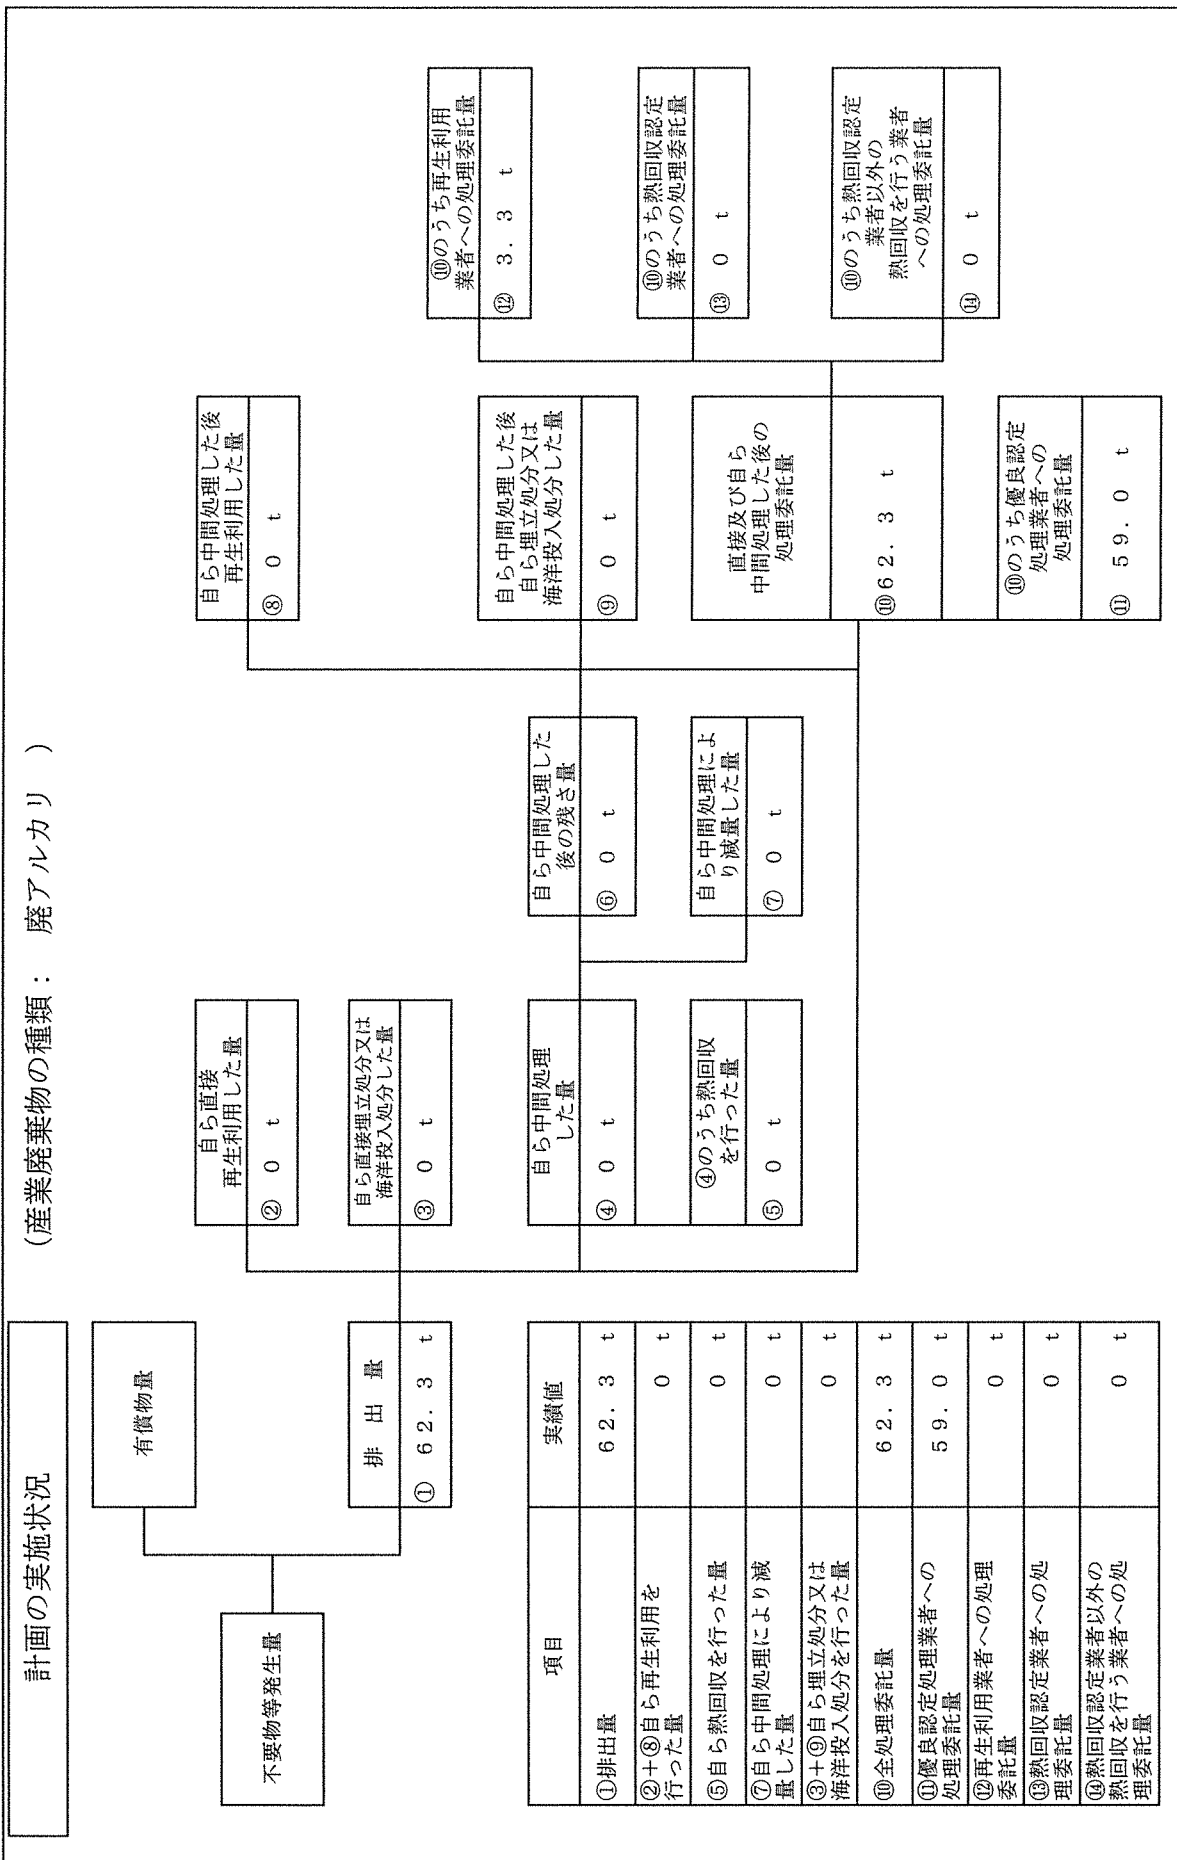 計画の実施状況
(産業廃棄物の種類： 廃アルカリ )
不要物等発生量
有償物量
排 出 量
① 62.3 t
自ら直接
再生利用した量
② 0 t
自ら直接埋立処分又は
海洋投入処分した量
③ 0 t
自ら中間処理
した量
④ 0 t
④のうち熱回収
を行った量
⑤ 0 t
自ら中間処理した
後の残さ量
⑥ 0 t
自ら中間処理によ
り減量した量
⑦ 0 t
自ら中間処理した後
再生利用した量
⑧ 0 t
自ら中間処理した後
自ら埋立処分又は
海洋投入処分した量
⑨ 0 t
直接及び自ら
中間処理した後の
処理委託量
⑩62.3 t
⑩のうち優良認定
処理業者への
処理委託量
⑪ 59.0 t
⑩のうち再生利用
業者への処理委託量
⑫ 3.3 t
⑩のうち熱回収認定
業者への処理委託量
⑬ 0 t
⑩のうち熱回収認定
業者以外の
熱回収を行う業者
への処理委託量
⑭ 0 t
項目 実績値
①排出量 62.3 t
②＋⑧自ら再生利用を
行った量 0 t
⑤自ら熱回収を行った量 0 t
⑦自ら中間処理により減
量した量 0 t
③＋⑨自ら埋立処分又は
海洋投入処分を行った量 0 t
⑩全処理委託量 62.3 t
⑪優良認定処理業者への
処理委託量 59.0 t
⑫再生利用業者への処理
委託量 0 t
⑬熱回収認定業者への処
理委託量 0 t
⑭熱回収認定業者以外の
熱回収を行う業者への処
理委託量 0 t